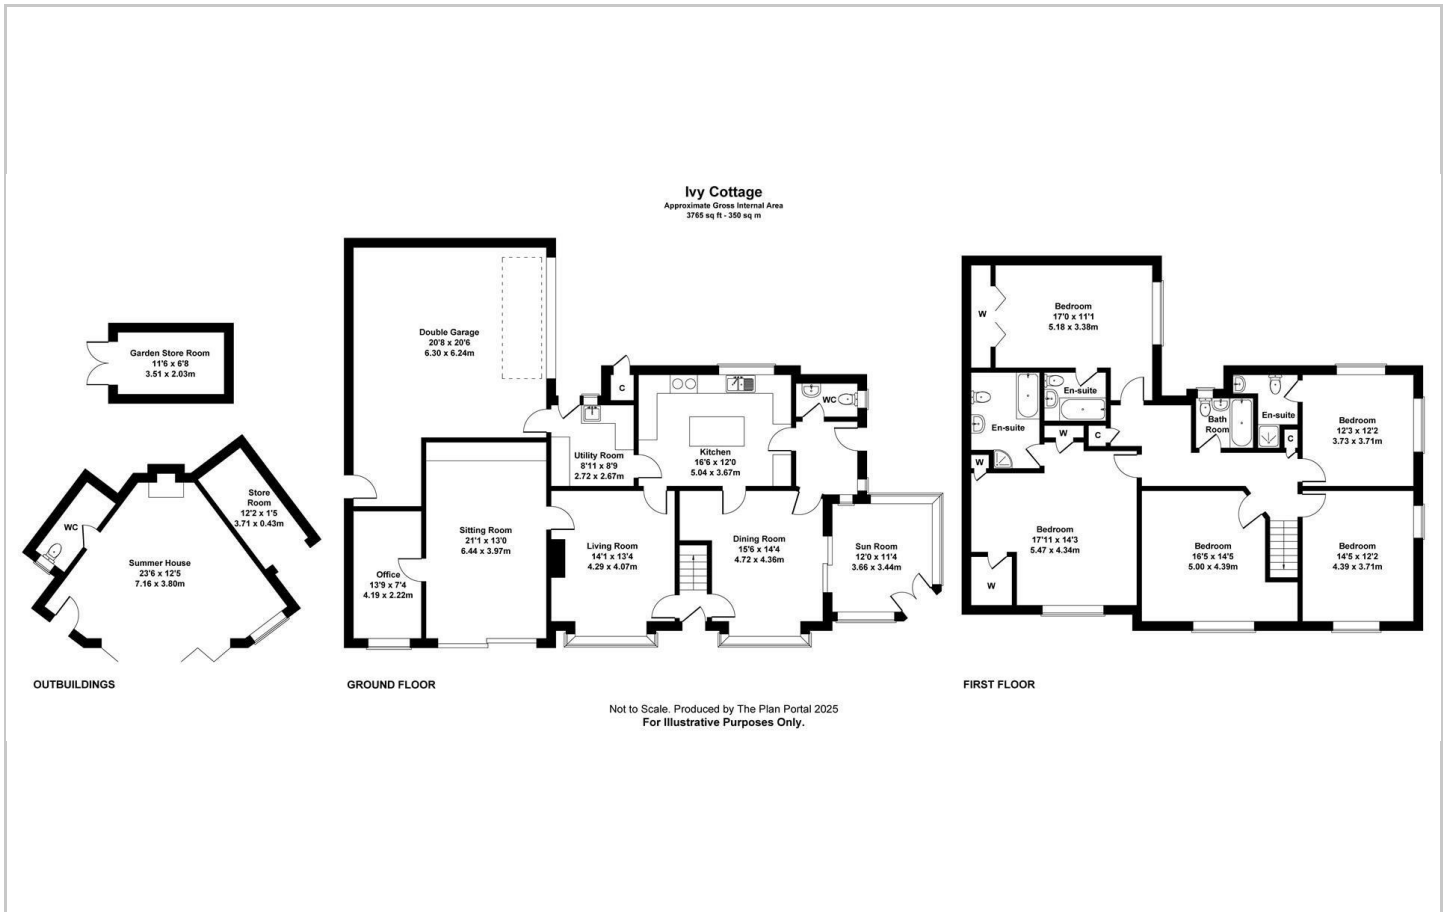 Ivy Cottage
Approximate Gross Internal Area
3765 sq ft - 350 sq m
Garden Store Room
11'6 x 6'8
3.51 x 2.03m
Store
Room
12'2 x 1'5
3.71 x 0.43m
WC
Summer House
23'6 x 12'5
7.16 x 3.80m
OUTBUILDINGS
Double Garage
20'8 x 20'6
6.30 x 6.24m
C
WC
Utility Room
8'11 x 8'9
2.72 x 2.67m
Kitchen
16'6 x 12'0
5.04 x 3.67m
Sitting Room
21'1 x 13'0
6.44 x 3.97m
Office
13'9 x 7'4
4.19 x 2.22m
Living Room
14'1 x 13'4
4.29 x 4.07m
Dining Room
15'6 x 14'4
4.72 x 4.36m
Sun Room
12'0 x 11'4
3.66 x 3.44m
GROUND FLOOR
W
Bedroom
17'0 x 11'1
5.18 x 3.38m
En-suite
En-suite
W
C
W
Bath
Room
En-suite
C
Bedroom
12'3 x 12'2
3.73 x 3.71m
Bedroom
17'11 x 14'3
5.47 x 4.34m
W
Bedroom
16'5 x 14'5
5.00 x 4.39m
Bedroom
14'5 x 12'2
4.39 x 3.71m
FIRST FLOOR
Not to Scale. Produced by The Plan Portal 2025
For Illustrative Purposes Only.